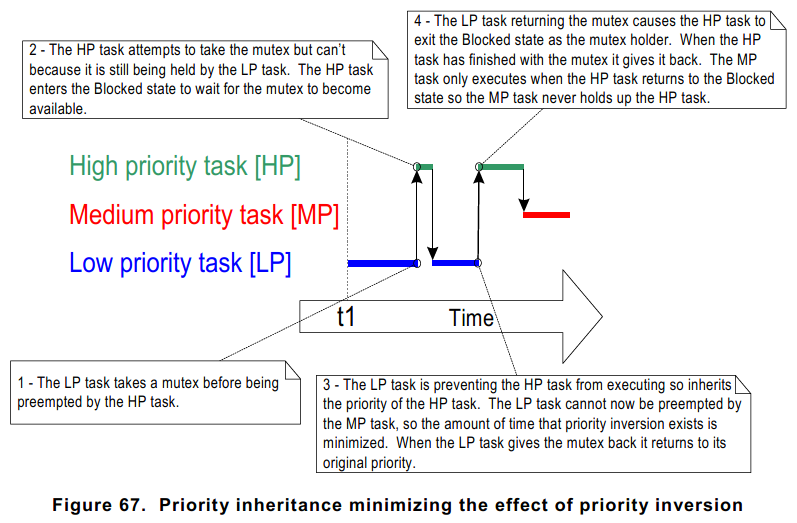 2 - The HP task attempts to take the mutex but can't
because it is still being held by the LP task.  The HP task
enters the Blocked state to wait for the mutex to become
available.
4 - The LP task returning the mutex causes the HP task to
exit the Blocked state as the mutex holder.  When the HP
task has finished with the mutex it gives it back.  The MP
task only executes when the HP task returns to the Blocked
state so the MP task never holds up the HP task.
High priority task [HP]
Medium priority task [MP]
Low priority task [LP]
t1
Time
1 - The LP task takes a mutex before being
preempted by the HP task.
3 - The LP task is preventing the HP task from executing so inherits
the priority of the HP task.  The LP task cannot now be preempted by
the MP task, so the amount of time that priority inversion exists is
minimized.  When the LP task gives the mutex back it returns to its
original priority.
Figure 67.  Priority inheritance minimizing the effect of priority inversion